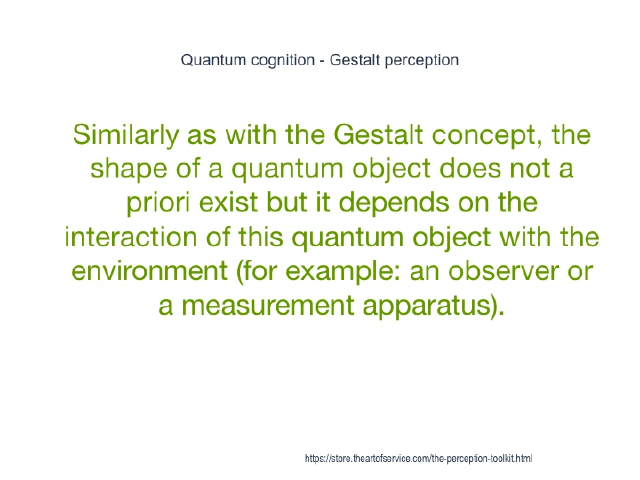 Quantum cognition - Gestalt perception
Similarly as with the Gestalt concept, the
shape of a quantum object does not a
priori exist but it depends on the
interaction of this quantum object with the
environment (for example: an observer or
a measurement apparatus).
https://store.theartofservice.com/the-perception-toolkit.html